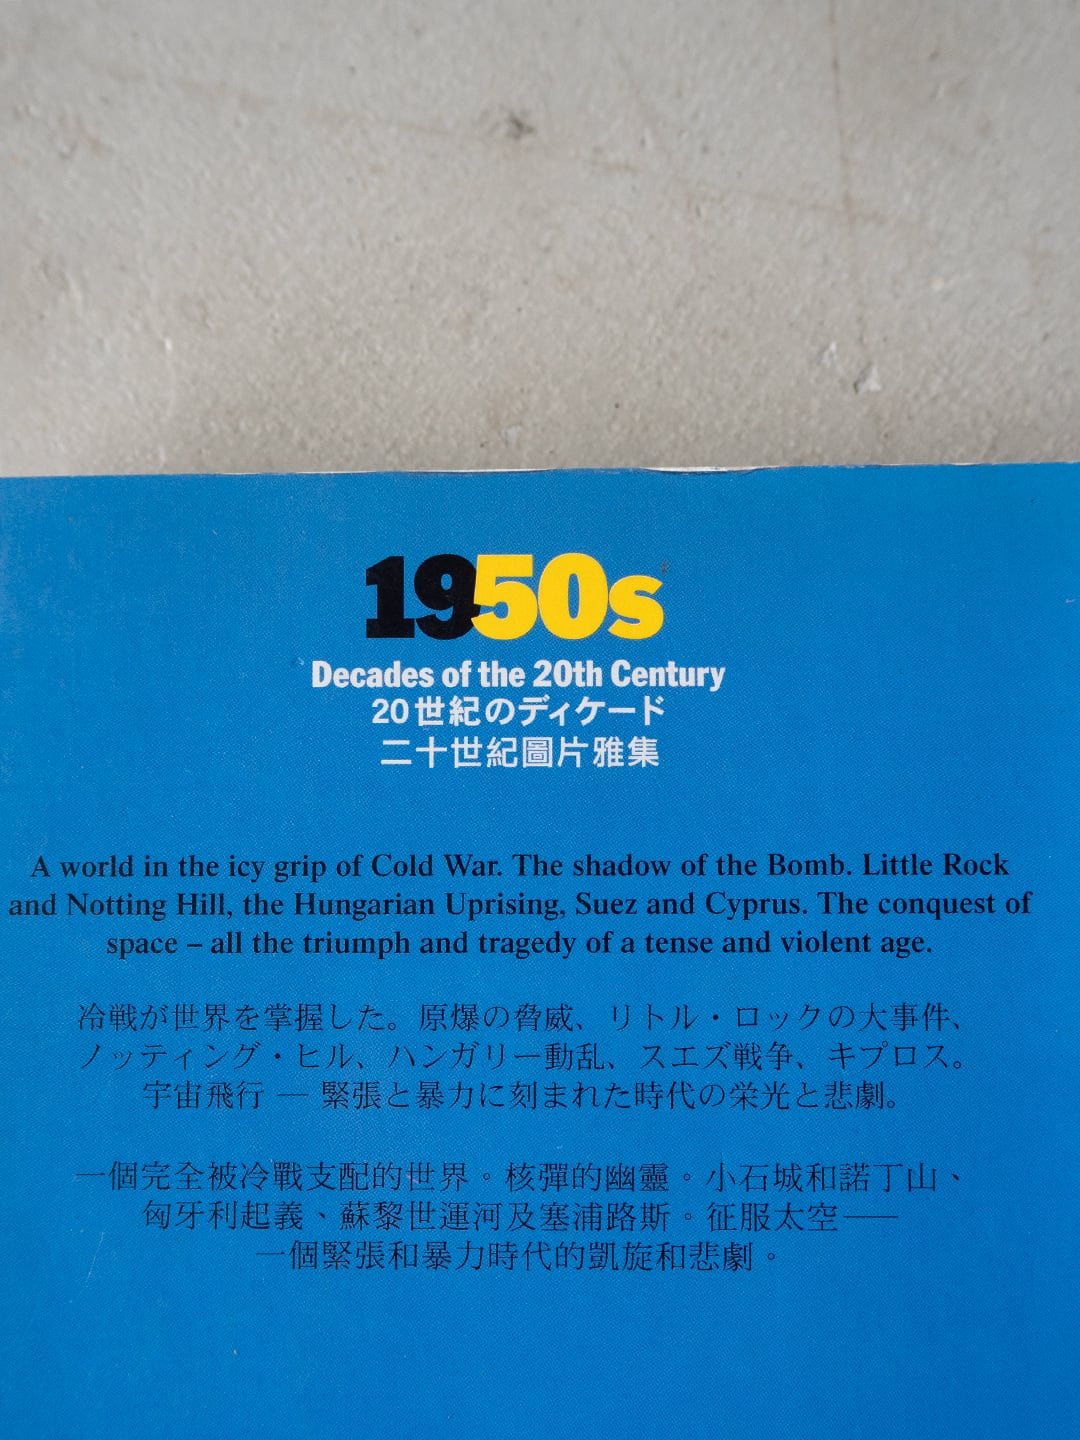 1950s
Decades of the 20th Century
20世紀のディケード
二十世紀圖片雅集
A world in the icy grip of Cold War. The shadow of the Bomb. Little Rock
and Notting Hill, the Hungarian Uprising, Suez and Cyprus. The conquest of
space – all the triumph and tragedy of a tense and violent age.
冷戦が世界を掌握した。原爆の脅威、リトル・ロックの大事件、
ノッティング・ヒル、ハンガリー動乱、スエズ戦争、キプロス。
宇宙飛行 — 緊張と暴力に刻まれた時代の栄光と悲劇。
一個完全被冷戰支配的世界。核彈的幽靈。小石城和諾丁山、
匈牙利起義、蘇黎世運河及塞浦路斯。征服太空——
一個緊張和暴力時代的凱旋和悲劇。